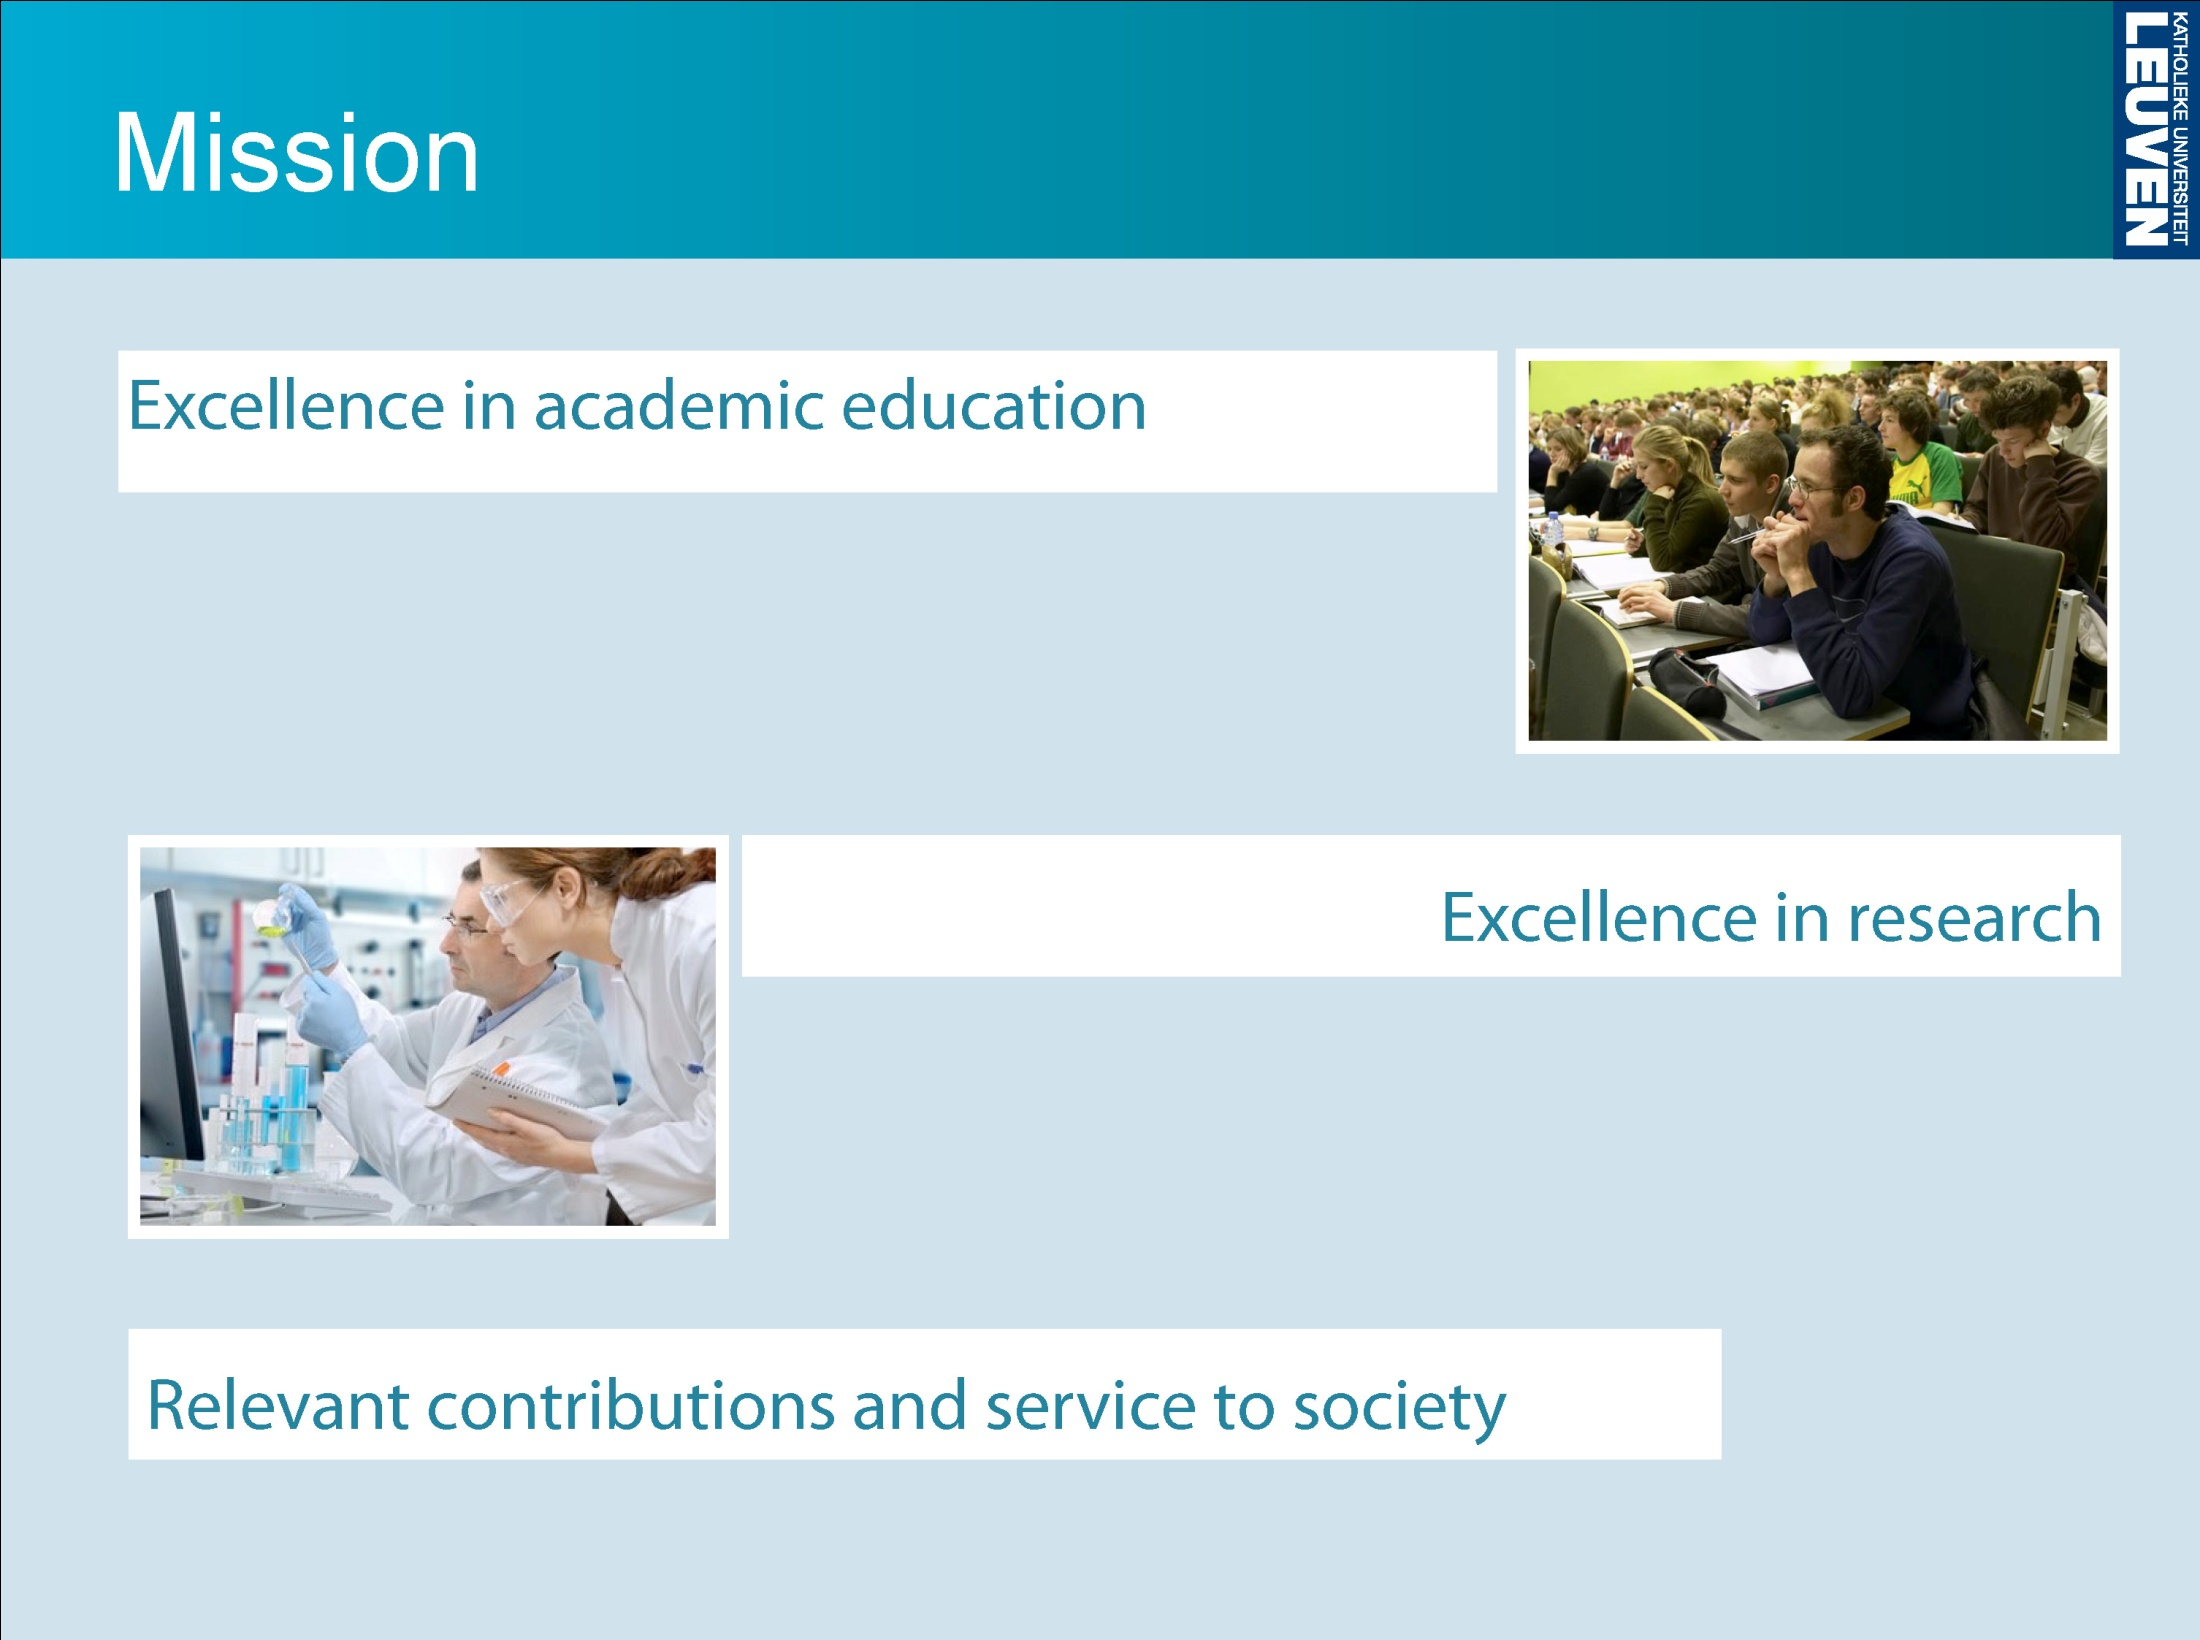 Mission
KATHOLIEKE UNIVERSITEIT
LEUVEN
Excellence in academic education
Excellence in research
Relevant contributions and service to society